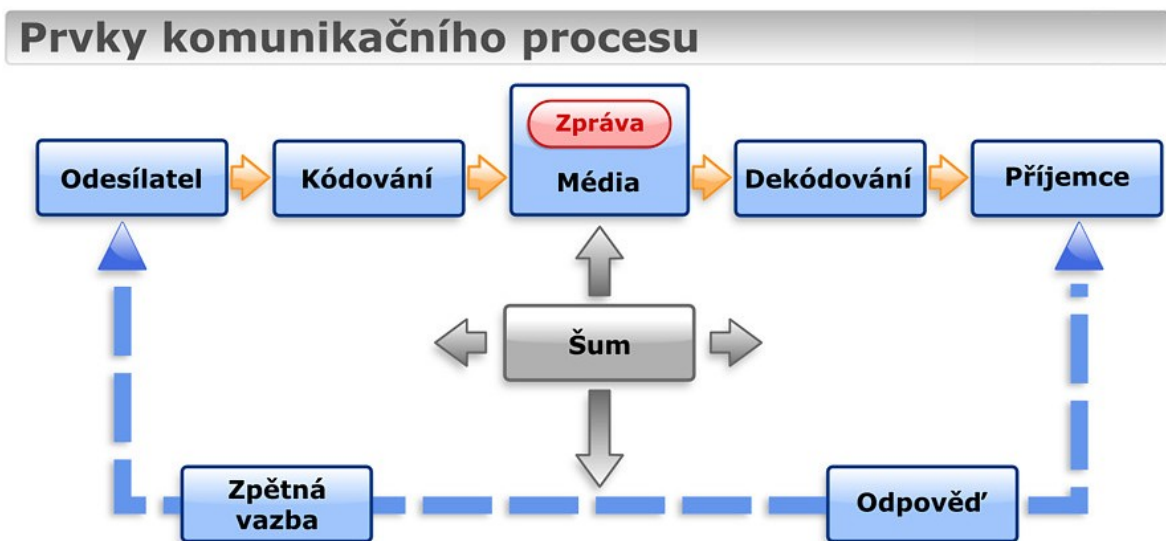 Prvky komunikačního procesu
Zpráva
Odesílatel
Kódování
Média
Dekódování
Příjemce
Šum
Zpětná
vazba
Odpověď